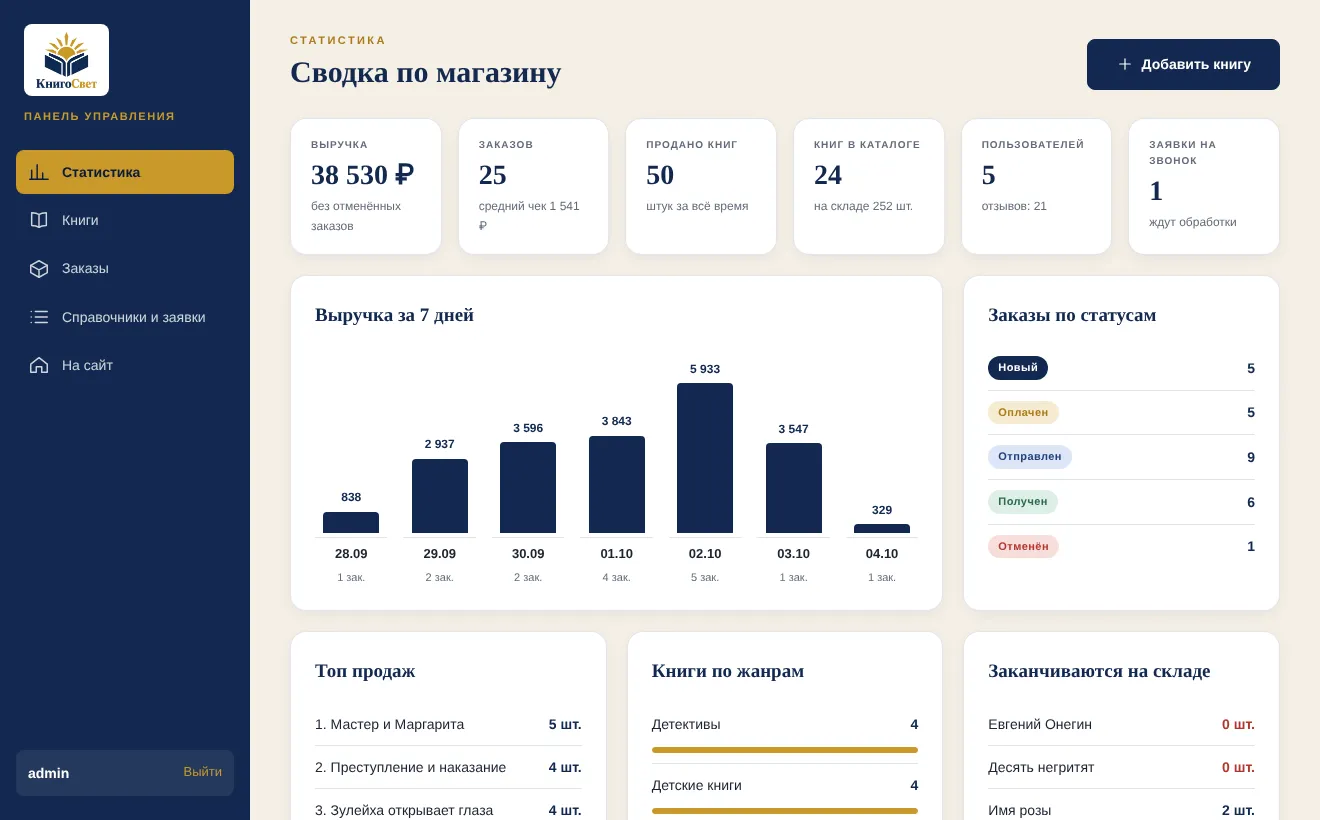 КнигоСвет
ПАНЕЛЬ УПРАВЛЕНИЯ
Статистика
Книги
Заказы
Справочники и заявки
На сайт
admin
Выйти
СТАТИСТИКА
Сводка по магазину
Добавить книгу
ВЫРУЧКА
38 530 ₽
без отменённых
заказов
ЗАКАЗОВ
25
средний чек 1 541
₽
ПРОДАНО КНИГ
50
штук за всё время
КНИГ В КАТАЛОГЕ
24
на складе 252 шт.
ПОЛЬЗОВАТЕЛЕЙ
5
отзывов: 21
ЗАЯВКИ НА
ЗВОНОК
1
ждут обработки
Выручка за 7 дней
838
2 937
3 596
3 843
5 933
3 547
329
28.09
29.09
30.09
01.10
02.10
03.10
04.10
1 зак.
2 зак.
2 зак.
4 зак.
5 зак.
1 зак.
1 зак.
Заказы по статусам
Новый 5
Оплачен 5
Отправлен 9
Получен 6
Отменён 1
Топ продаж
1. Мастер и Маргарита 5 шт.
2. Преступление и наказание 4 шт.
3. Зулейха открывает глаза 4 шт.
Книги по жанрам
Детективы 4
Детские книги 4
Заканчиваются на складе
Евгений Онегин 0 шт.
Десять негритят 0 шт.
Имя розы 2 шт.